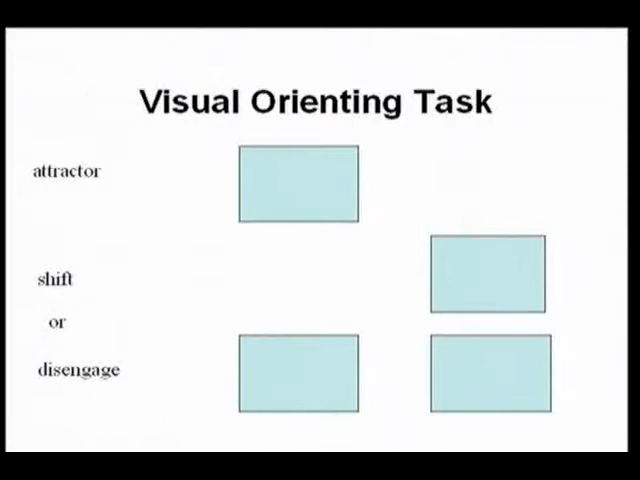 Visual Orienting Task
attractor
shift
or
disengage